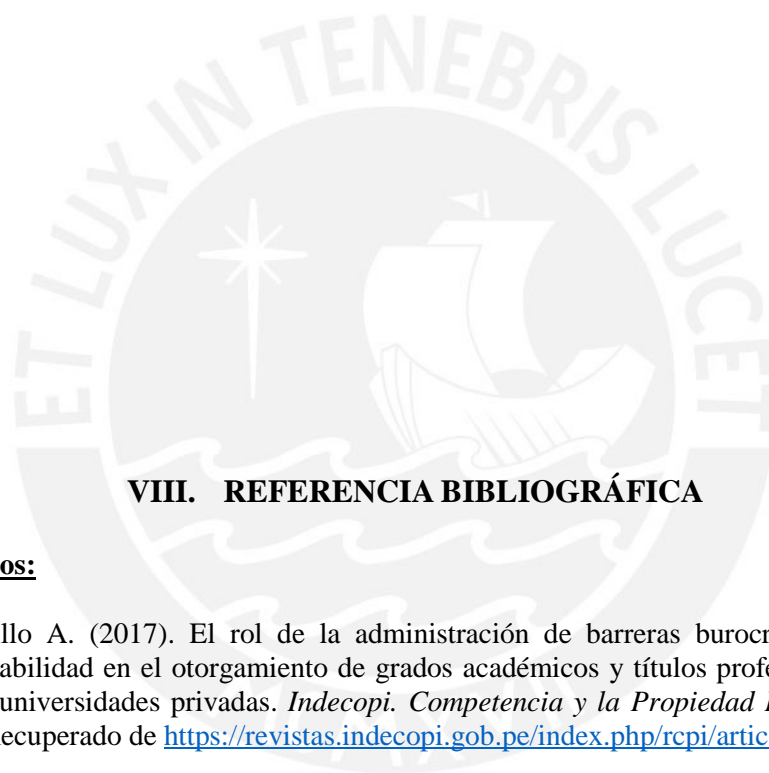 ET LUX IN TENEBRIS LUCET
VIII. REFERENCIA BIBLIOGRÁFICA
os:
llo A. (2017). El rol de la administración de barreras burocr
abilidad en el otorgamiento de grados académicos y títulos profe
universidades privadas. Indecopi. Competencia y la Propiedad
ecuperado de https://revistas.indecopi.gob.pe/index.php/rcpi/artic